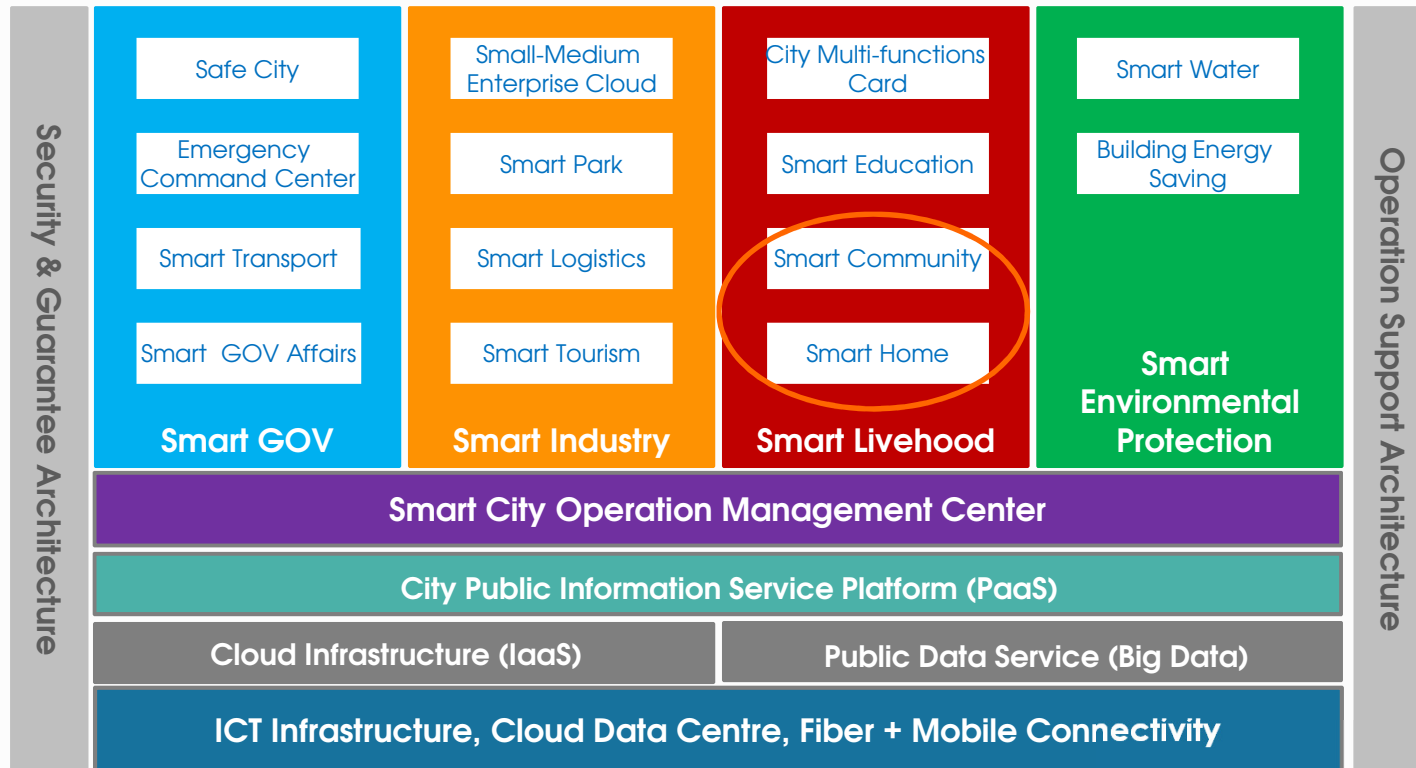 Security & Guarantee Architecture
Safe City
Emergency
Command Center
Smart Transport
Smart GOV Affairs
Smart GOV
Small-Medium
Enterprise Cloud
Smart Park
Smart Logistics
Smart Tourism
Smart Industry
City Multi-functions
Card
Smart Education
Smart Community
Smart Home
Smart Livehood
Smart Water
Building Energy
Saving
Smart
Environmental
Protection
Operation Support Architecture
Smart City Operation Management Center
City Public Information Service Platform (PaaS)
Cloud Infrastructure (IaaS)
Public Data Service (Big Data)
ICT Infrastructure, Cloud Data Centre, Fiber + Mobile Connectivity